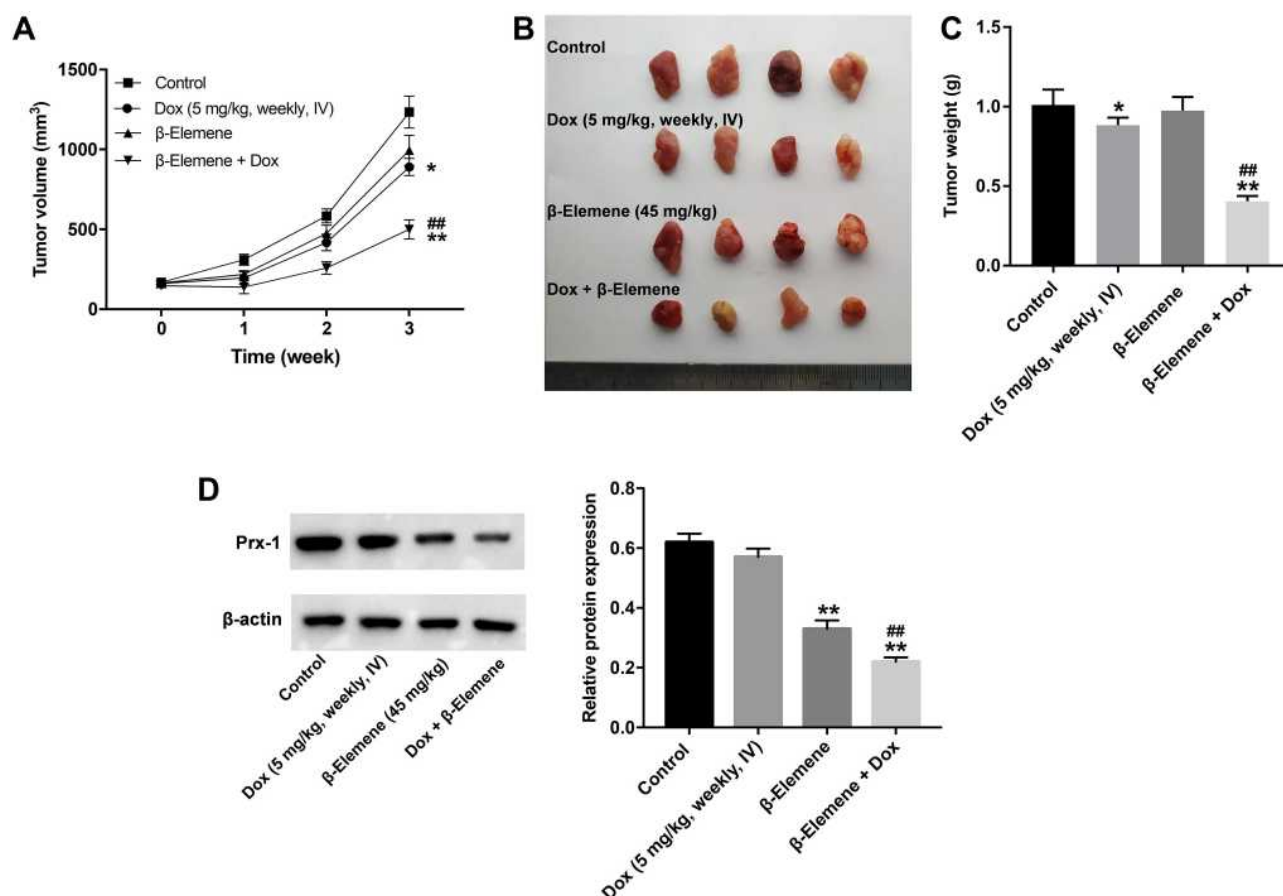 A
1500
1000
500
0
Tumor volume (mm³)
Control
Dox (5 mg/kg, weekly, IV)
β-Elemene
β-Elemene + Dox
*
##
**
0 1 2 3
Time (week)
B
Control
Dox (5 mg/kg, weekly, IV)
β-Elemene (45 mg/kg)
Dox + β-Elemene
C
1.5
1.0
0.5
0.0
Tumor weight (g)
*
##
**
Control
Dox (5 mg/kg, weekly, IV)
β-Elemene
β-Elemene + Dox
D
Prx-1
β-actin
Control
Dox (5 mg/kg, weekly, IV)
β-Elemene (45 mg/kg)
Dox + β-Elemene
0.8
0.6
0.4
0.2
0.0
Relative protein expression
**
##
**
Control
Dox (5 mg/kg, weekly, IV)
β-Elemene
β-Elemene + Dox